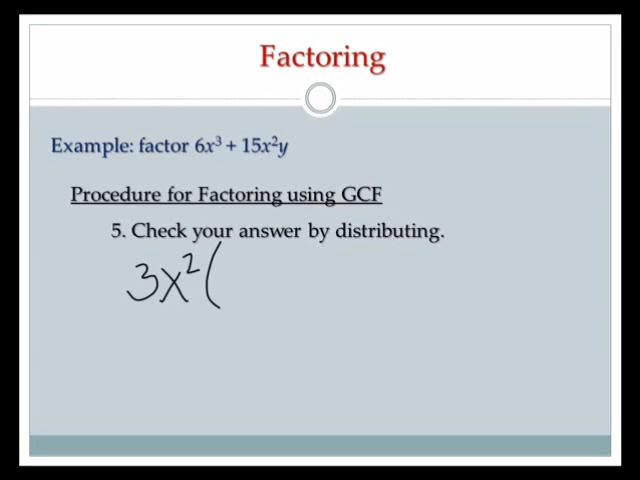 Factoring
Example: factor 6x³ + 15x²y
Procedure for Factoring using GCF
5. Check your answer by distributing.
3x²(